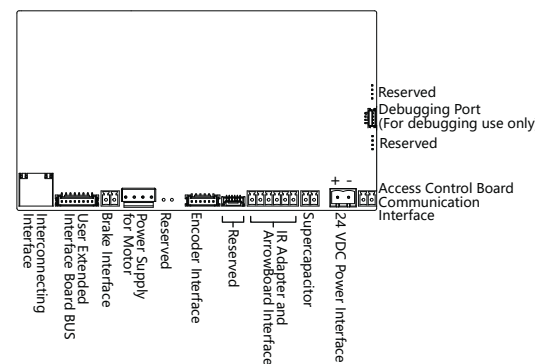 Reserved
Debugging Port
(For debugging use only
Reserved
+ -
Access Control Board
Communication
Interface
Interconnecting
Interface
User Extended
Interface Board BUS
Brake Interface
Power Supply
for Motor
Reserved
Encoder Interface
Reserved
IR Adapter and
ArrowBoard Interface
Supercapacitor
24 VDC Power Interface